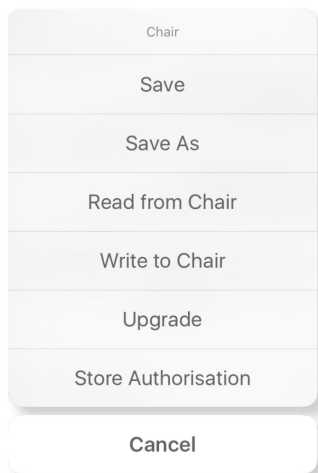 Chair
Save
Save As
Read from Chair
Write to Chair
Upgrade
Store Authorisation
Cancel